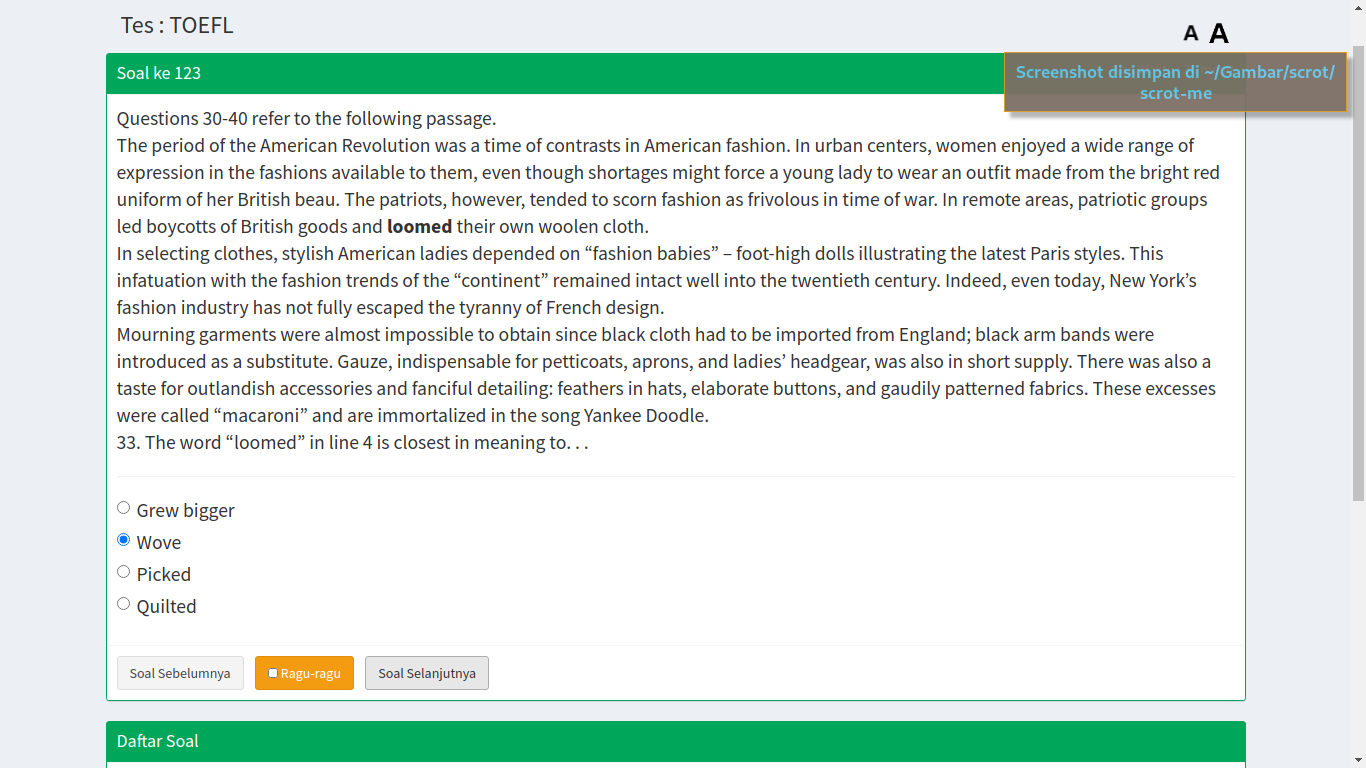 Tes : TOEFL
A A
Soal ke 123
Screenshot disimpan di ~/Gambar/scrot/
scrot-me
Questions 30-40 refer to the following passage.
The period of the American Revolution was a time of contrasts in American fashion. In urban centers, women enjoyed a wide range of
expression in the fashions available to them, even though shortages might force a young lady to wear an outfit made from the bright red
uniform of her British beau. The patriots, however, tended to scorn fashion as frivolous in time of war. In remote areas, patriotic groups
led boycotts of British goods and loomed their own woolen cloth.
In selecting clothes, stylish American ladies depended on “fashion babies” – foot-high dolls illustrating the latest Paris styles. This
infatuation with the fashion trends of the “continent” remained intact well into the twentieth century. Indeed, even today, New York’s
fashion industry has not fully escaped the tyranny of French design.
Mourning garments were almost impossible to obtain since black cloth had to be imported from England; black arm bands were
introduced as a substitute. Gauze, indispensable for petticoats, aprons, and ladies’ headgear, was also in short supply. There was also a
taste for outlandish accessories and fanciful detailing: feathers in hats, elaborate buttons, and gaudily patterned fabrics. These excesses
were called “macaroni” and are immortalized in the song Yankee Doodle.
33. The word “loomed” in line 4 is closest in meaning to. . .
Grew bigger
Wove
Picked
Quilted
Soal Sebelumnya
Ragu-ragu
Soal Selanjutnya
Daftar Soal